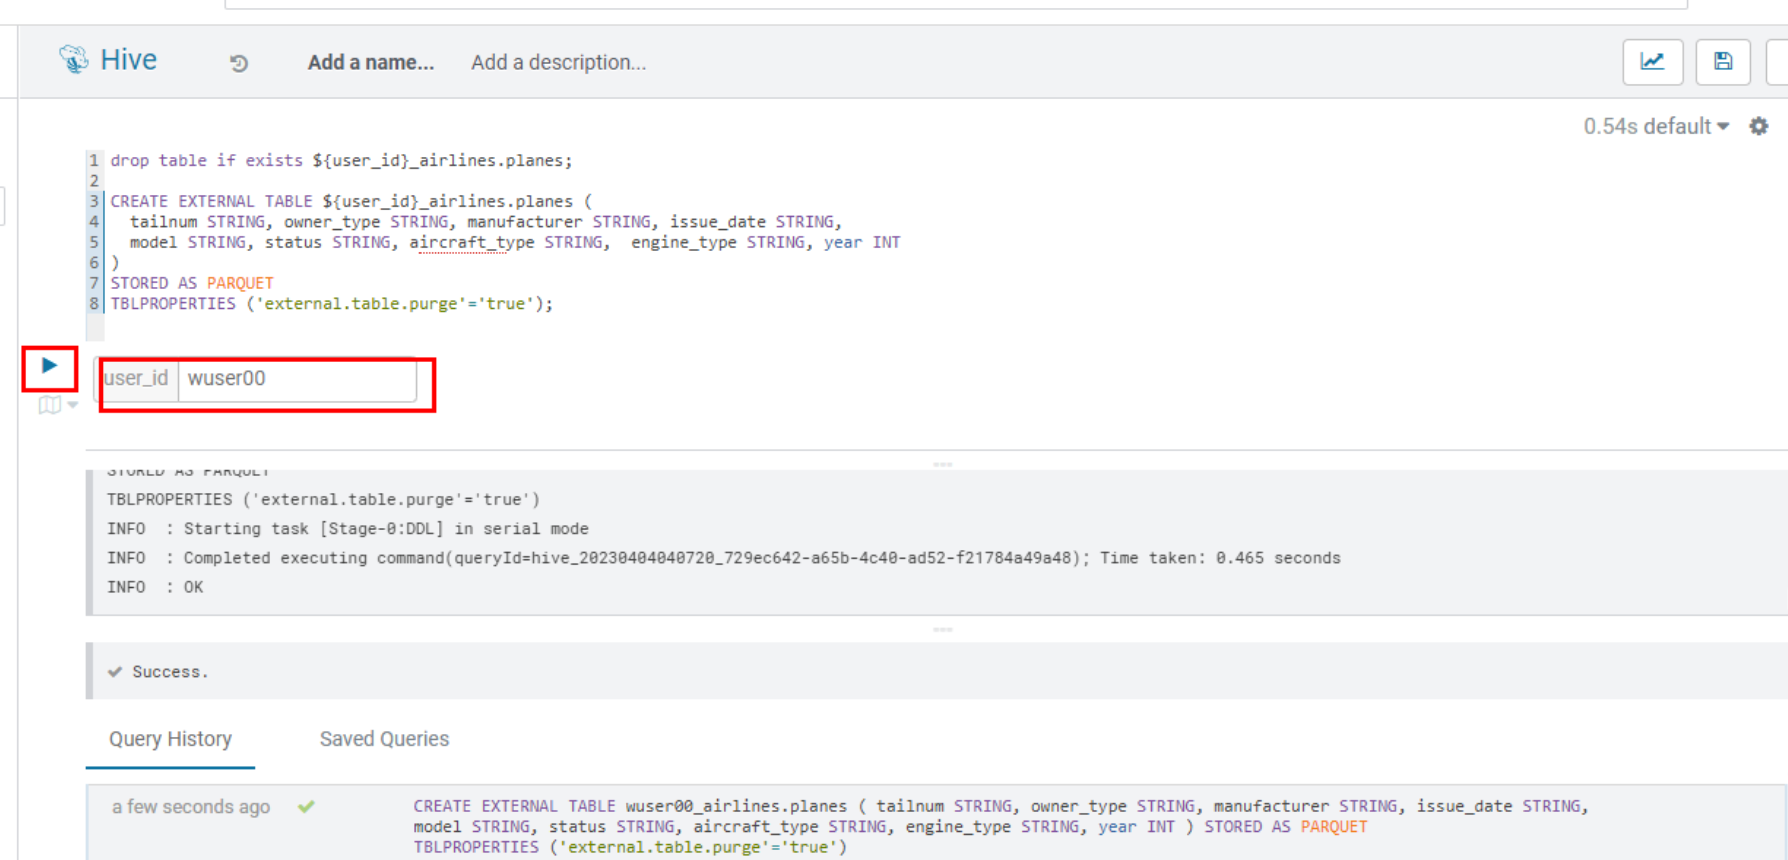 Hive
Add a name...
Add a description...
0.54s default
1 drop table if exists ${user_id}_airlines.planes;
2
3 CREATE EXTERNAL TABLE ${user_id}_airlines.planes (
4 tailnum STRING, owner_type STRING, manufacturer STRING, issue_date STRING,
5 model STRING, status STRING, aircraft_type STRING,  engine_type STRING, year INT
6 )
7 STORED AS PARQUET
8 TBLPROPERTIES ('external.table.purge'='true');
user_id wuser00
STORED AS PARQUET
TBLPROPERTIES ('external.table.purge'='true')
INFO  : Starting task [Stage-0:DDL] in serial mode
INFO  : Completed executing command(queryId=hive_20230404040720_729ec642-a65b-4c40-ad52-f21784a49a48); Time taken: 0.465 seconds
INFO  : OK
Success.
Query History
Saved Queries
a few seconds ago
CREATE EXTERNAL TABLE wuser00_airlines.planes ( tailnum STRING, owner_type STRING, manufacturer STRING, issue_date STRING,
model STRING, status STRING, aircraft_type STRING, engine_type STRING, year INT ) STORED AS PARQUET
TBLPROPERTIES ('external.table.purge'='true')